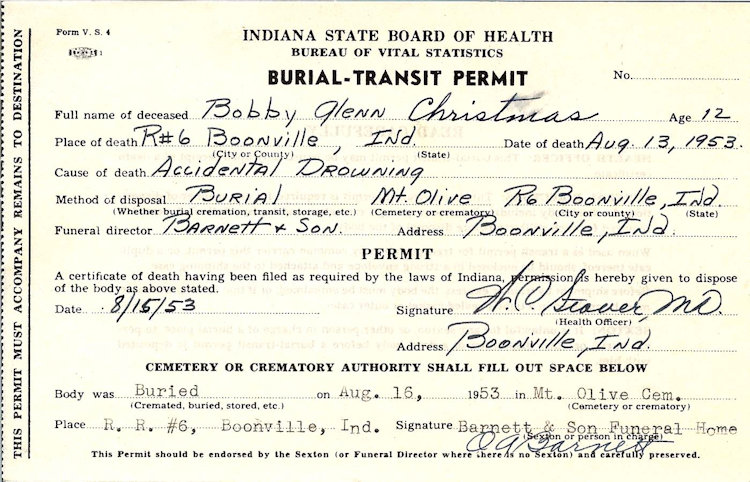 Form V. S. 4
INDIANA STATE BOARD OF HEALTH
BUREAU OF VITAL STATISTICS
BURIAL-TRANSIT PERMIT
No.
Full name of deceased Bobby Glenn Christmas Age 12
Place of death R#6 Boonville, Ind. Date of death Aug. 13, 1953.
(City or County) (State)
Cause of death Accidental Drowning
Method of disposal Burial Mt. Olive R6 Boonville, Ind.
(Whether burial cremation, transit, storage, etc.) (Cemetery or crematory) (City or county) (State)
Funeral director Barnett & Son. Address Boonville, Ind.
PERMIT
A certificate of death having been filed as required by the laws of Indiana, permission is hereby given to dispose
of the body as above stated.
Date 8/15/53 Signature W. C. MD.
(Health Officer)
Address Boonville, Ind.
CEMETERY OR CREMATORY AUTHORITY SHALL FILL OUT SPACE BELOW
Body was Buried on Aug. 16, 1953 in Mt. Olive Cem.
(Cremated, buried, stored, etc.) (Cemetery or crematory)
Place R. R. #6, Boonville, Ind. Signature Barnett & Son Funeral Home
(Sexton or person in charge)
Barnett
This Permit should be endorsed by the Sexton (or Funeral Director where there is no Sexton) and carefully preserved.
THIS PERMIT MUST ACCOMPANY REMAINS TO DESTINATION